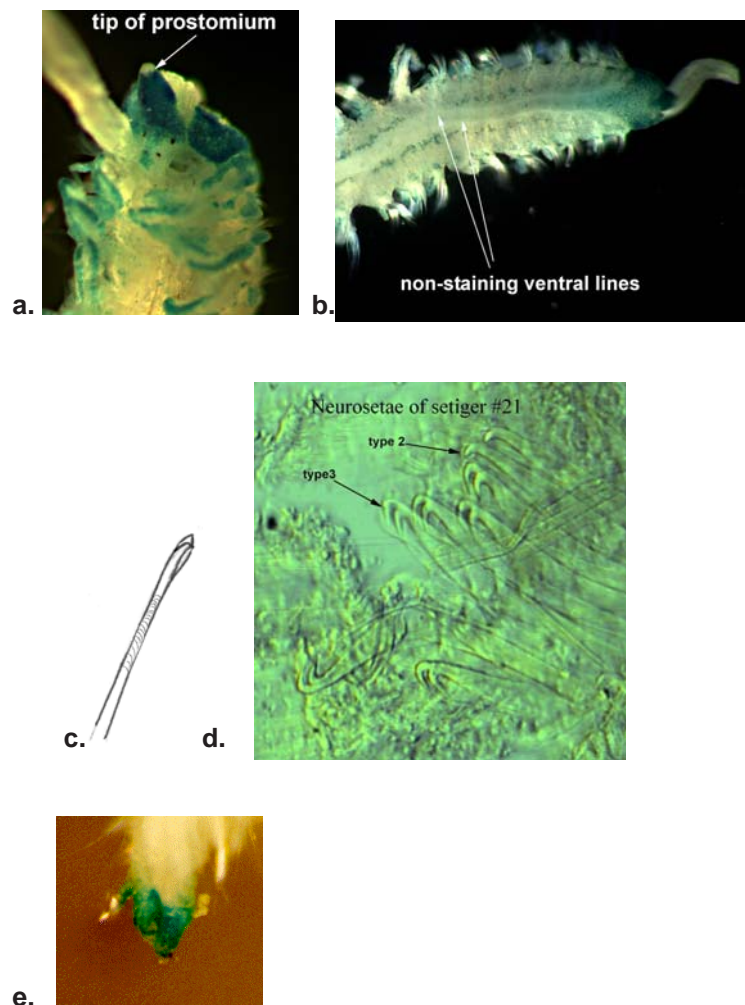 tip of prostomium
a.
b.
non-staining ventral lines
Neurosetae of setiger #21
type 2
type3
c.
d.
e.